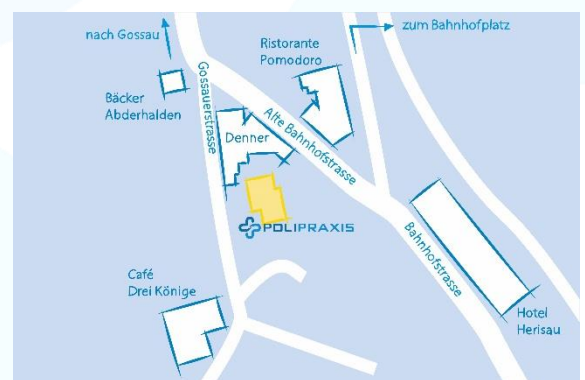 nach Gossau
zum Bahnhofplatz
Ristorante
Pomodoro
Bäcker
Abderhalden
Gossauerstrasse
Denner
Alte Bahnhofstrasse
POLIPRAXIS
Bahnhofstrasse
Café
Drei Könige
Hotel
Herisau